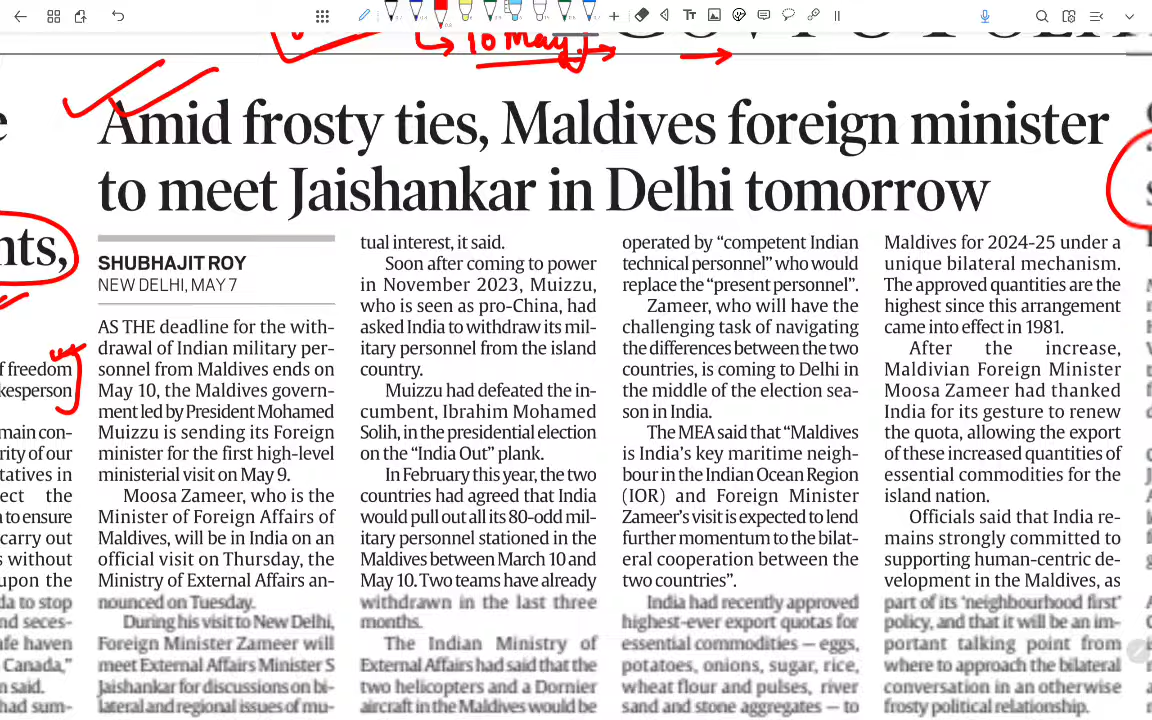 10 May
Amid frosty ties, Maldives foreign minister
to meet Jaishankar in Delhi tomorrow
SHUBHAJIT ROY
NEW DELHI, MAY 7
AS THE deadline for the with-
drawal of Indian military per-
sonnel from Maldives ends on
May 10, the Maldives govern-
ment led by President Mohamed
Muizzu is sending its Foreign
minister for the first high-level
ministerial visit on May 9.
Moosa Zameer, who is the
Minister of Foreign Affairs of
Maldives, will be in India on an
official visit on Thursday, the
Ministry of External Affairs an-
nounced on Tuesday.
During his visit to New Delhi,
Foreign Minister Zameer will
meet External Affairs Minister S
Jaishankar for discussions on bi-
lateral and regional issues of mu-
tual interest, it said.
Soon after coming to power
in November 2023, Muizzu,
who is seen as pro-China, had
asked India to withdraw its mil-
itary personnel from the island
country.
Muizzu had defeated the in-
cumbent, Ibrahim Mohamed
Solih, in the presidential election
on the “India Out” plank.
In February this year, the two
countries had agreed that India
would pull out all its 80-odd mil-
itary personnel stationed in the
Maldives between March 10 and
May 10. Two teams have already
withdrawn in the last three
months.
The Indian Ministry of
External Affairs had said that the
two helicopters and a Dornier
aircraft in the Maldives would be
operated by “competent Indian
technical personnel” who would
replace the “present personnel”.
Zameer, who will have the
challenging task of navigating
the differences between the two
countries, is coming to Delhi in
the middle of the election sea-
son in India.
The MEA said that “Maldives
is India’s key maritime neigh-
bour in the Indian Ocean Region
(IOR) and Foreign Minister
Zameer’s visit is expected to lend
further momentum to the bilat-
eral cooperation between the
two countries”.
India had recently approved
highest-ever export quotas for
essential commodities — eggs,
potatoes, onions, sugar, rice,
wheat flour and pulses, river
sand and stone aggregates — to
Maldives for 2024-25 under a
unique bilateral mechanism.
The approved quantities are the
highest since this arrangement
came into effect in 1981.
After the increase,
Maldivian Foreign Minister
Moosa Zameer had thanked
India for its gesture to renew
the quota, allowing the export
of these increased quantities of
essential commodities for the
island nation.
Officials said that India re-
mains strongly committed to
supporting human-centric de-
velopment in the Maldives, as
part of its ‘neighbourhood first’
policy, and that it will be an im-
portant talking point from
where to approach the bilateral
conversation in an otherwise
frosty political relationship.